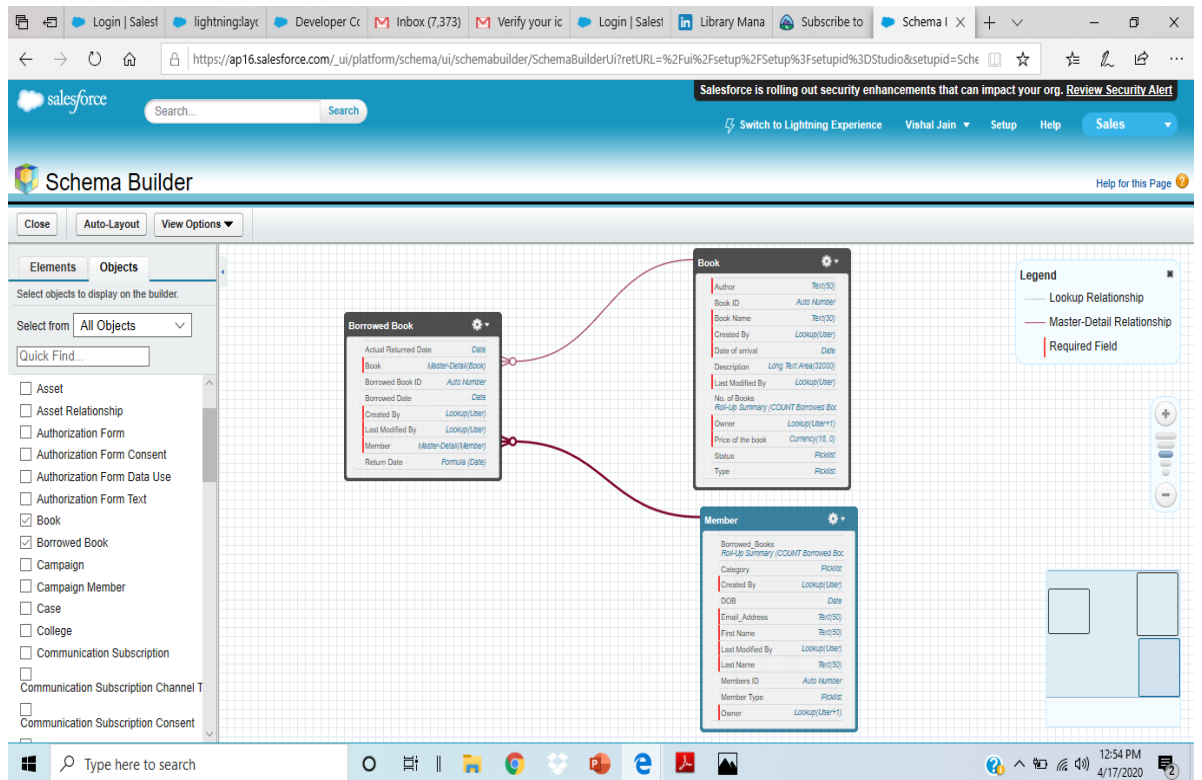 Login | Salesf
lightning:layc
Developer Cc
Inbox (7,373)
Verify your ic
Login | Salesf
Library Mana
Subscribe to
Schema I
https://ap16.salesforce.com/_ui/platform/schema/ui/schemabuilder/SchemaBuilderUi?retURL=%2Fui%2Fsetup%2FSetup%3Fsetupid%3DStudio&setupid=Sche
salesforce
Search...
Search
Salesforce is rolling out security enhancements that can impact your org. Review Security Alert
Switch to Lightning Experience
Vishal Jain
Setup
Help
Sales
Schema Builder
Help for this Page
Close
Auto-Layout
View Options
Elements
Objects
Select objects to display on the builder.
Select from All Objects
Quick Find...
Asset
Asset Relationship
Authorization Form
Authorization Form Consent
Authorization Form Data Use
Authorization Form Text
Book
Borrowed Book
Campaign
Campaign Member
Case
College
Communication Subscription
Communication Subscription Channel T
Communication Subscription Consent
Borrowed Book
Actual Returned Date Date
Book Master-Detail(Book)
Borrowed Book ID Auto Number
Borrowed Date Date
Created By Lookup(User)
Last Modified By Lookup(User)
Member Master-Detail(Member)
Return Date Formula (Date)
Book
Author Text(50)
Book ID Auto Number
Book Name Text(30)
Created By Lookup(User)
Date of arrival Date
Description Long Text Area(32000)
Last Modified By Lookup(User)
No. of Books
Roll-Up Summary (COUNT Borrowed Boc
Owner Lookup(User+1)
Price of the book Currency(16, 0)
Status Picklist
Type Picklist
Member
Borrowed_Books
Roll-Up Summary (COUNT Borrowed Boc
Category Picklist
Created By Lookup(User)
DOB Date
Email_Address Text(50)
First Name Text(50)
Last Modified By Lookup(User)
Last Name Text(50)
Members ID Auto Number
Member Type Picklist
Owner Lookup(User+1)
Legend
Lookup Relationship
Master-Detail Relationship
Required Field
Type here to search
12:54 PM
4/17/2020
2